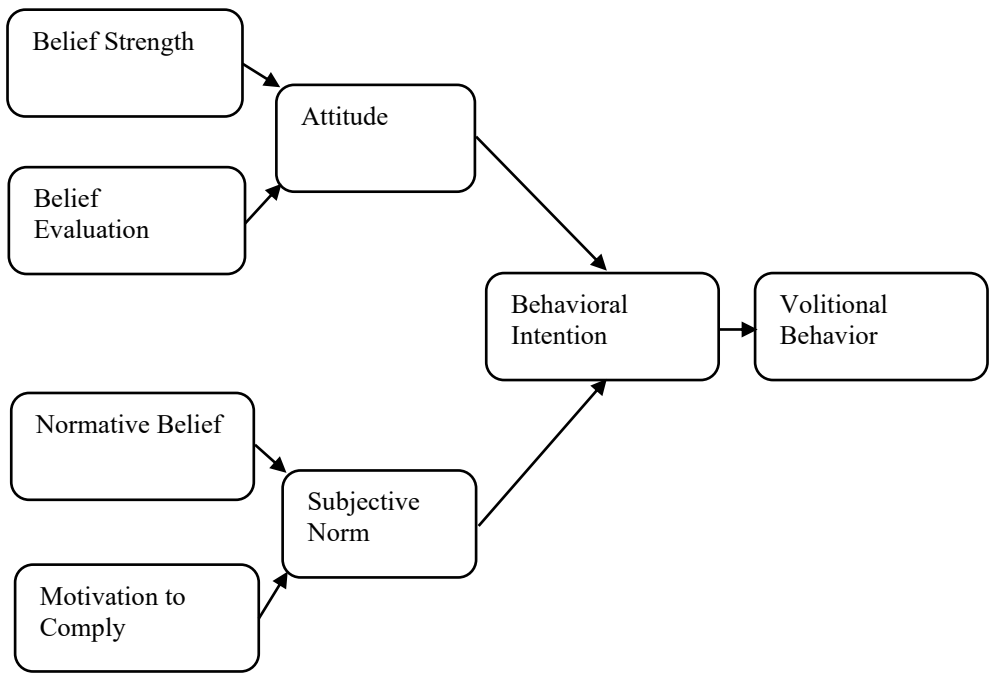 Belief Strength
Attitude
Belief
Evaluation
Behavioral
Intention
Volitional
Behavior
Normative Belief
Subjective
Norm
Motivation to
Comply